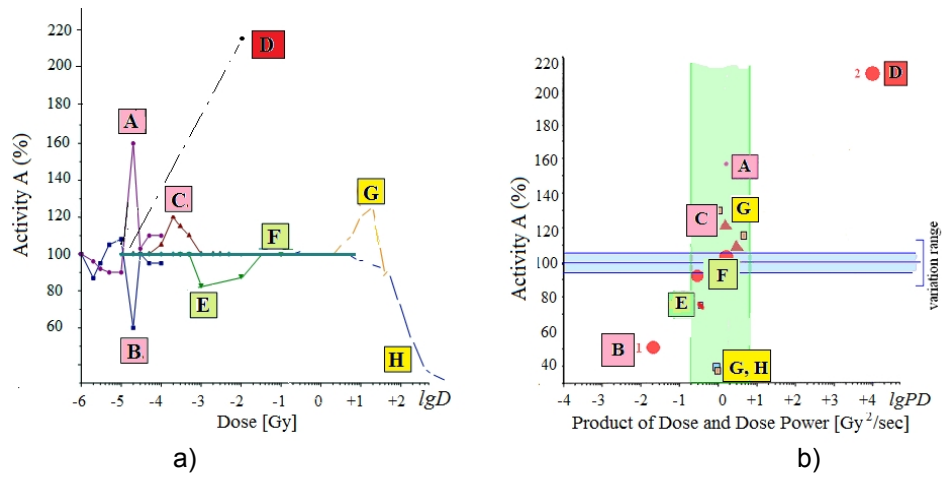 220
200
180
160
140
120
100
80
60
Activity A (%)
A
B
C
D
E
F
G
H
-6 -5 -4 -3 -2 -1 0 +1 +2 lgD
Dose [Gy]
a)
220
200
180
160
140
120
100
80
60
40
Activity A (%)
2 D
A
C
G
F
E
B 1
G, H
variation range
-4 -3 -2 -1 0 +1 +2 +3 +4 lgPD
Product of Dose and Dose Power [Gy²/sec]
b)